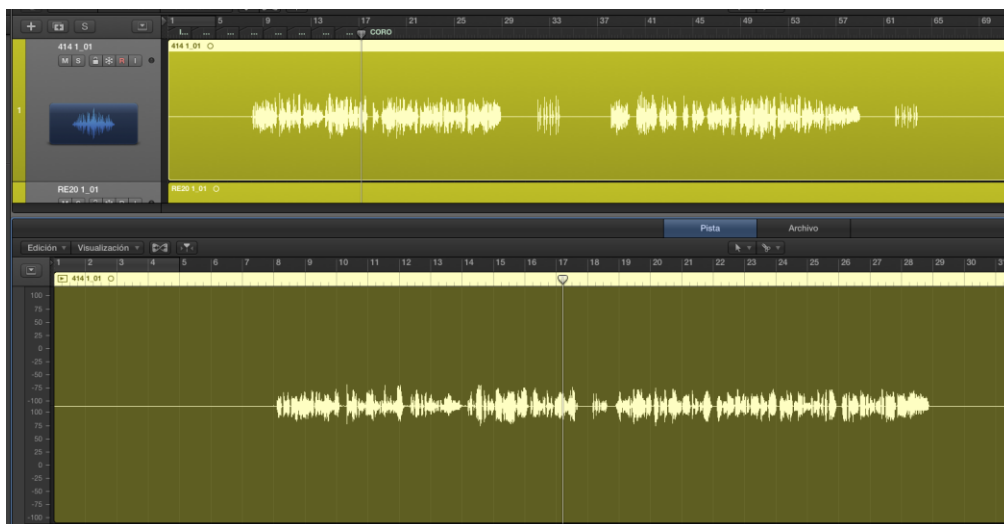 S 1 5 9 13 17 21 25 29 33 37 41 45 49 53 57 61 65 69
I... ... ... ... ... ... ... CORO
414 1_01 414 1_01
M S R I
1
RE20 1_01 RE20 1_01
Pista Archivo
Edición Visualización
1 2 3 4 5 6 7 8 9 10 11 12 13 14 15 16 17 18 19 20 21 22 23 24 25 26 27 28 29 30
414 1_01
100
75
50
25
0
-25
-50
-75
-100
100
75
50
25
0
-25
-50
-75
-100